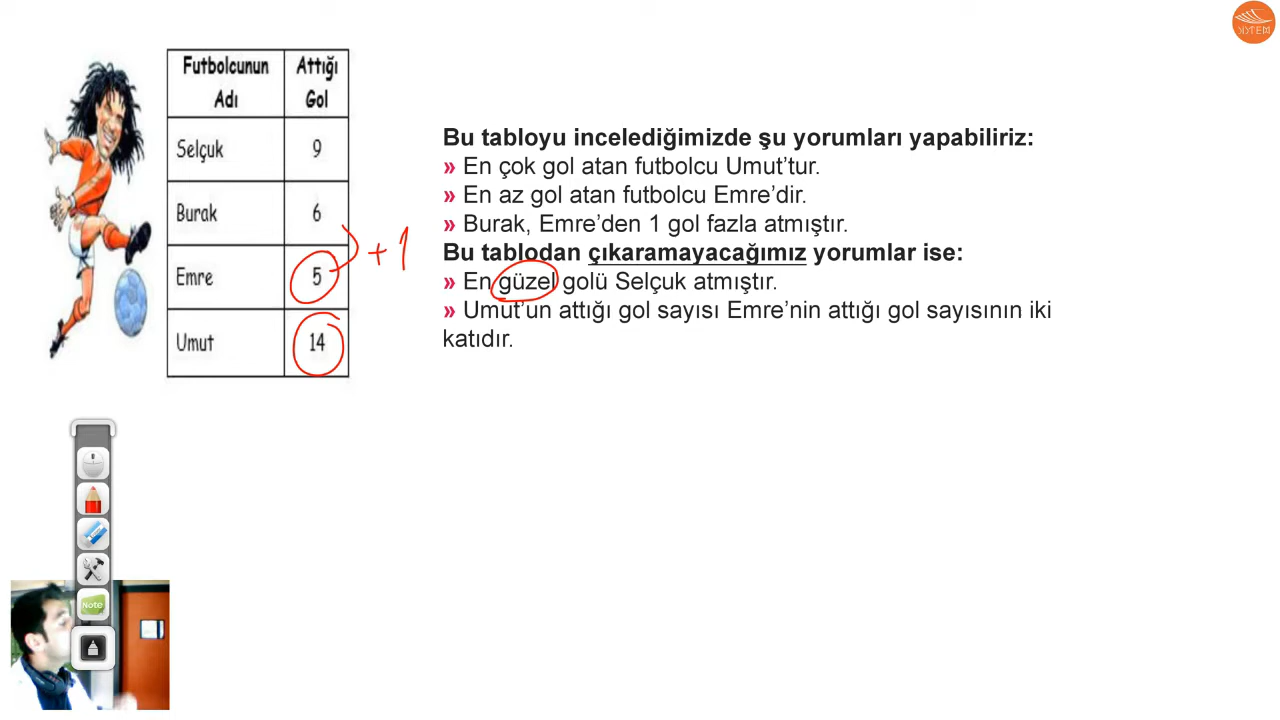 Futbolcunun Adı Attığı Gol
Selçuk 9
Burak 6
Emre 5
Umut 14
+1
Bu tabloyu incelediğimizde şu yorumları yapabiliriz:
» En çok gol atan futbolcu Umut’tur.
» En az gol atan futbolcu Emre’dir.
» Burak, Emre’den 1 gol fazla atmıştır.
Bu tablodan çıkaramayacağımız yorumlar ise:
» En güzel golü Selçuk atmıştır.
» Umut’un attığı gol sayısı Emre’nin attığı gol sayısının iki
katıdır.
Note